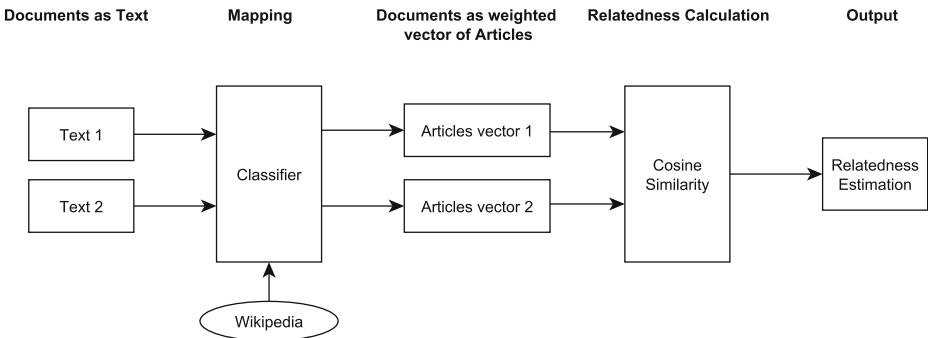 Documents as Text
Mapping
Documents as weighted
vector of Articles
Relatedness Calculation
Output
Text 1
Text 2
Classifier
Wikipedia
Articles vector 1
Articles vector 2
Cosine
Similarity
Relatedness
Estimation